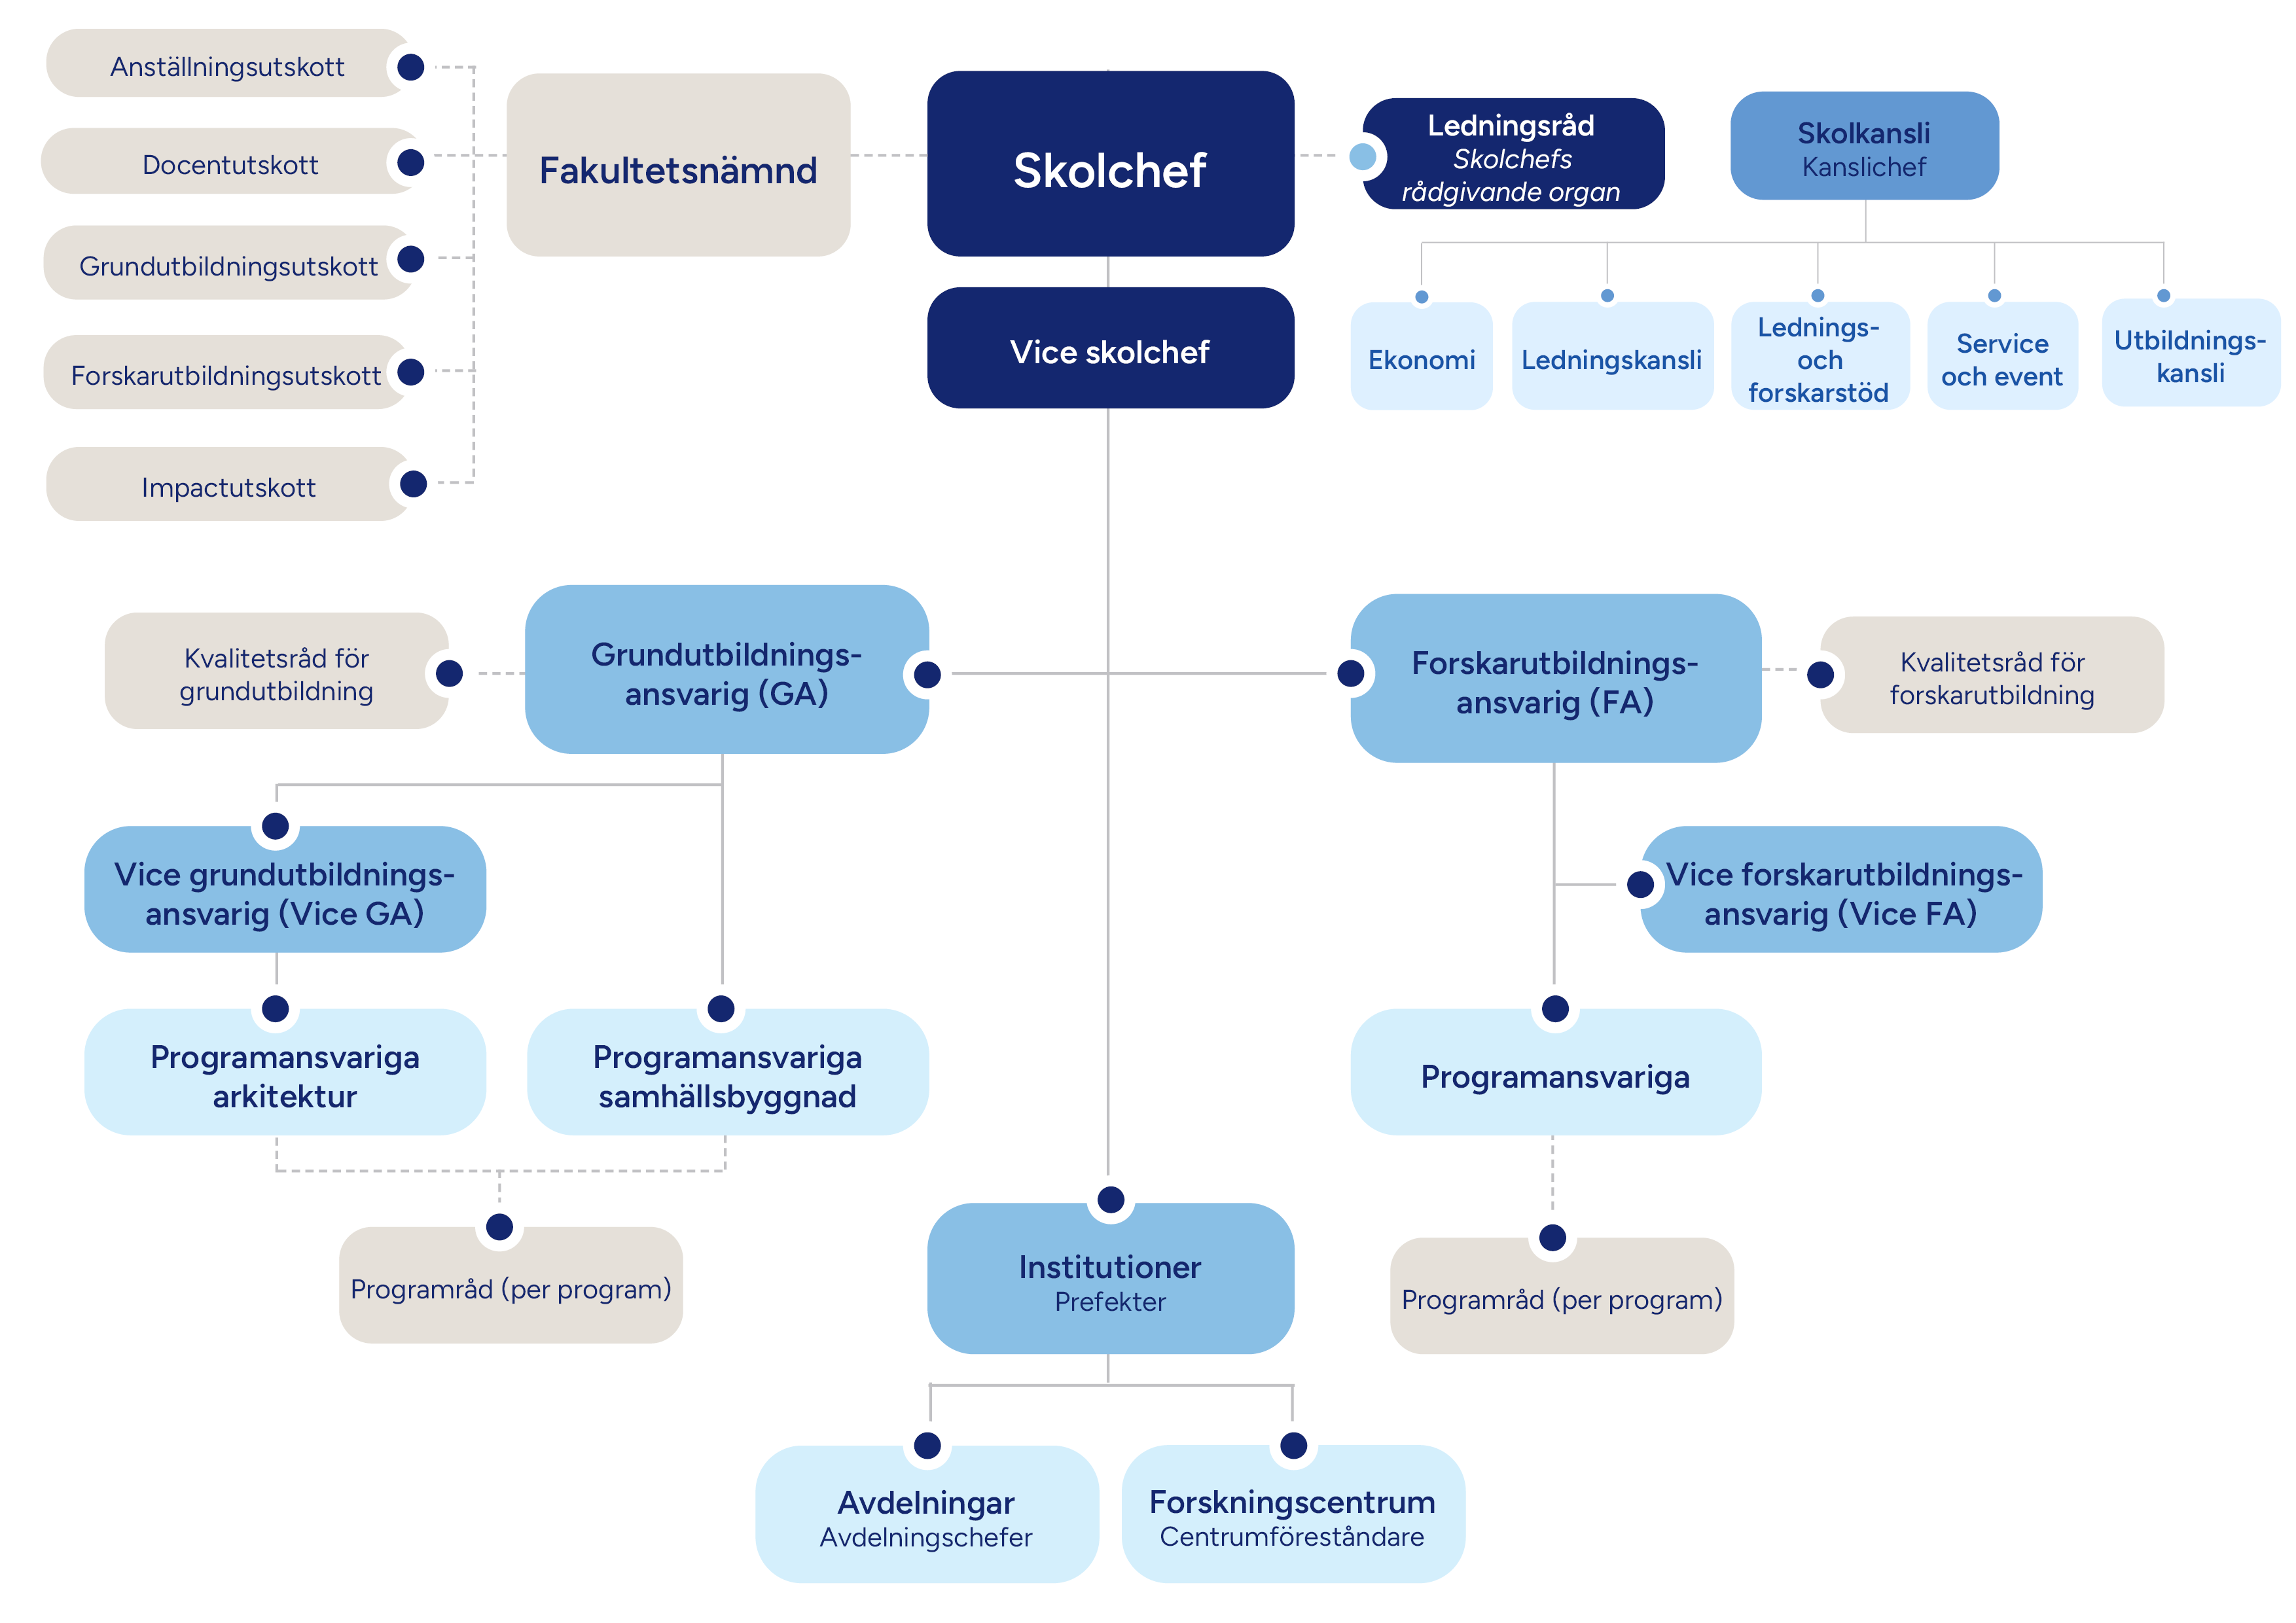 Anställningsutskott
Docentutskott
Grundutbildningsutskott
Forskarutbildningsutskott
Impactutskott
Fakultetsnämnd
Skolchef
Vice skolchef
Ledningsråd
Skolchefs
rådgivande organ
Skolkansli
Kanslichef
Ekonomi
Ledningskansli
Lednings-
och
forskarstöd
Service
och event
Utbildnings-
kansli
Kvalitetsråd för
grundutbildning
Grundutbildnings-
ansvarig (GA)
Forskarutbildnings-
ansvarig (FA)
Kvalitetsråd för
forskarutbildning
Vice grundutbildnings-
ansvarig (Vice GA)
Vice forskarutbildnings-
ansvarig (Vice FA)
Programansvariga
arkitektur
Programansvariga
samhällsbyggnad
Programansvariga
Programråd (per program)
Institutioner
Prefekter
Programråd (per program)
Avdelningar
Avdelningschefer
Forskningscentrum
Centrumföreståndare